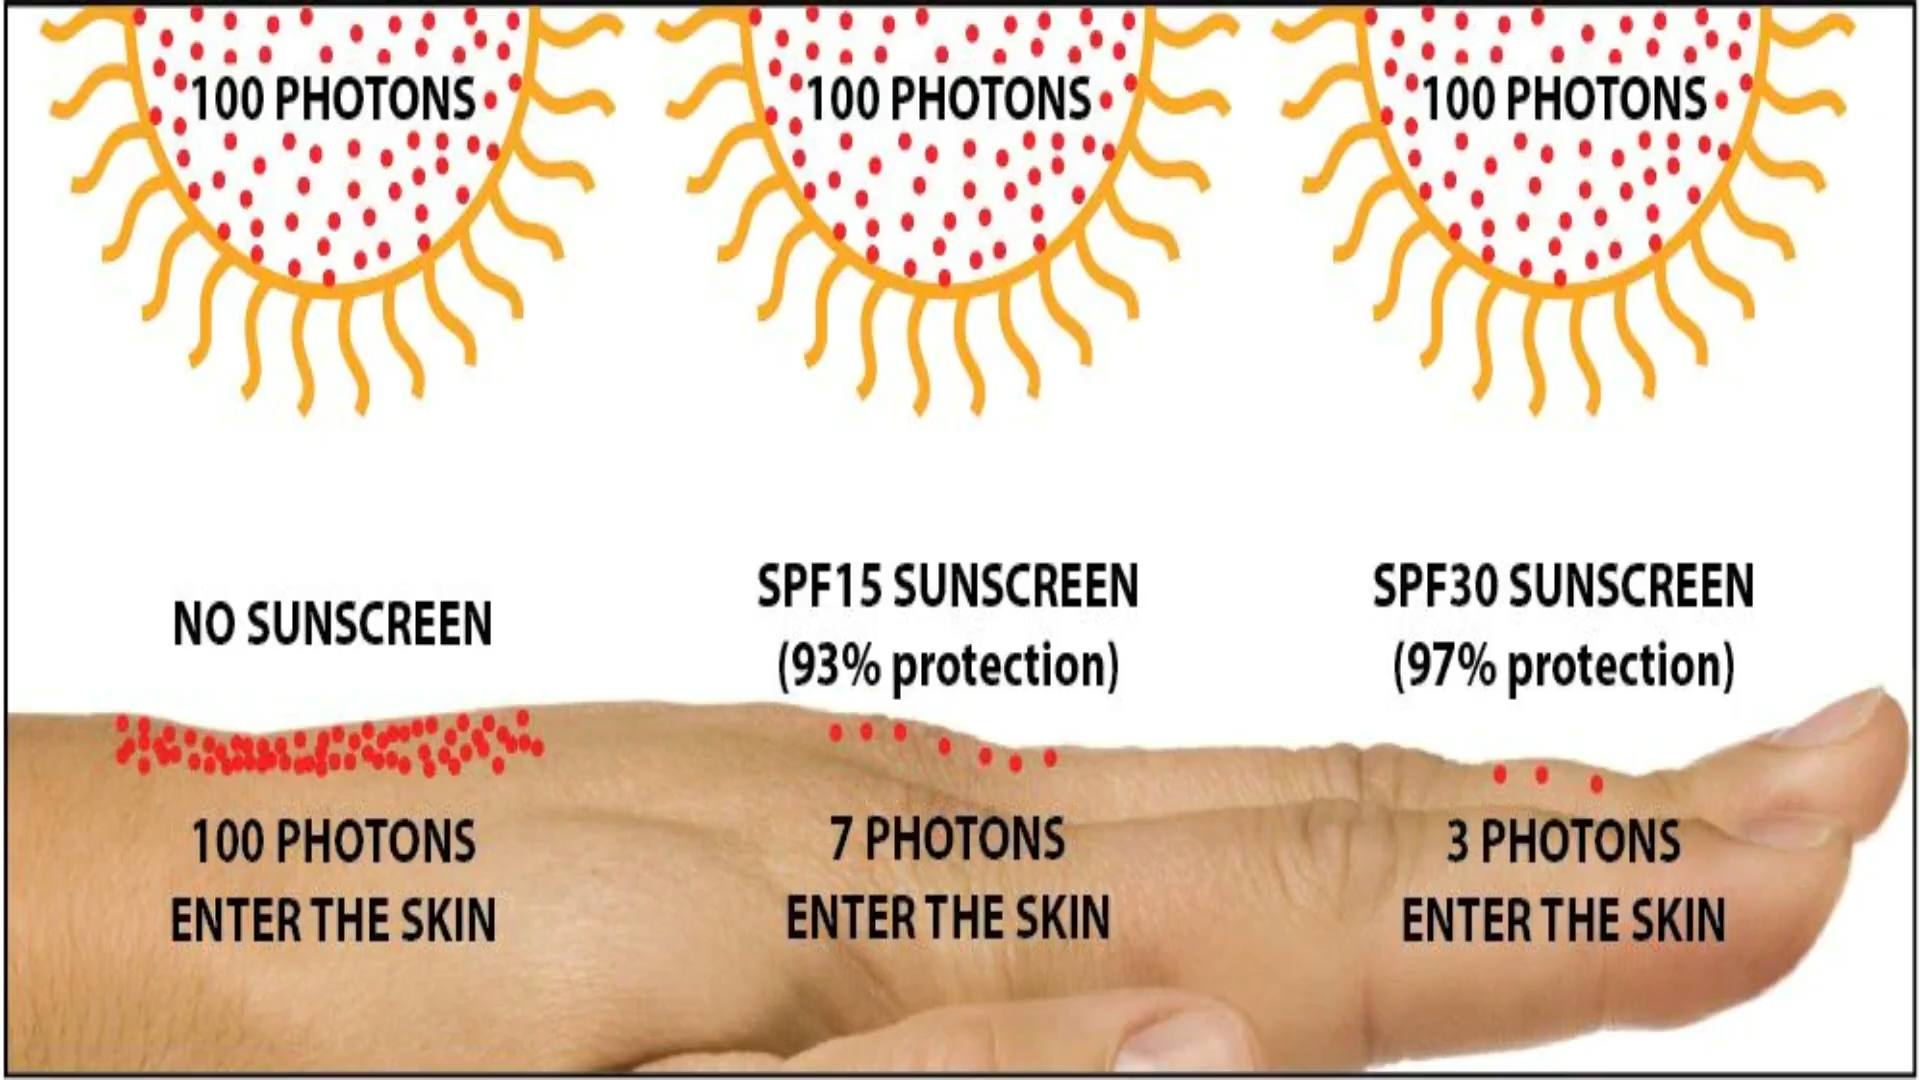 100 PHOTONS
100 PHOTONS
100 PHOTONS
NO SUNSCREEN
SPF15 SUNSCREEN
(93% protection)
SPF30 SUNSCREEN
(97% protection)
100 PHOTONS
ENTER THE SKIN
7 PHOTONS
ENTER THE SKIN
3 PHOTONS
ENTER THE SKIN